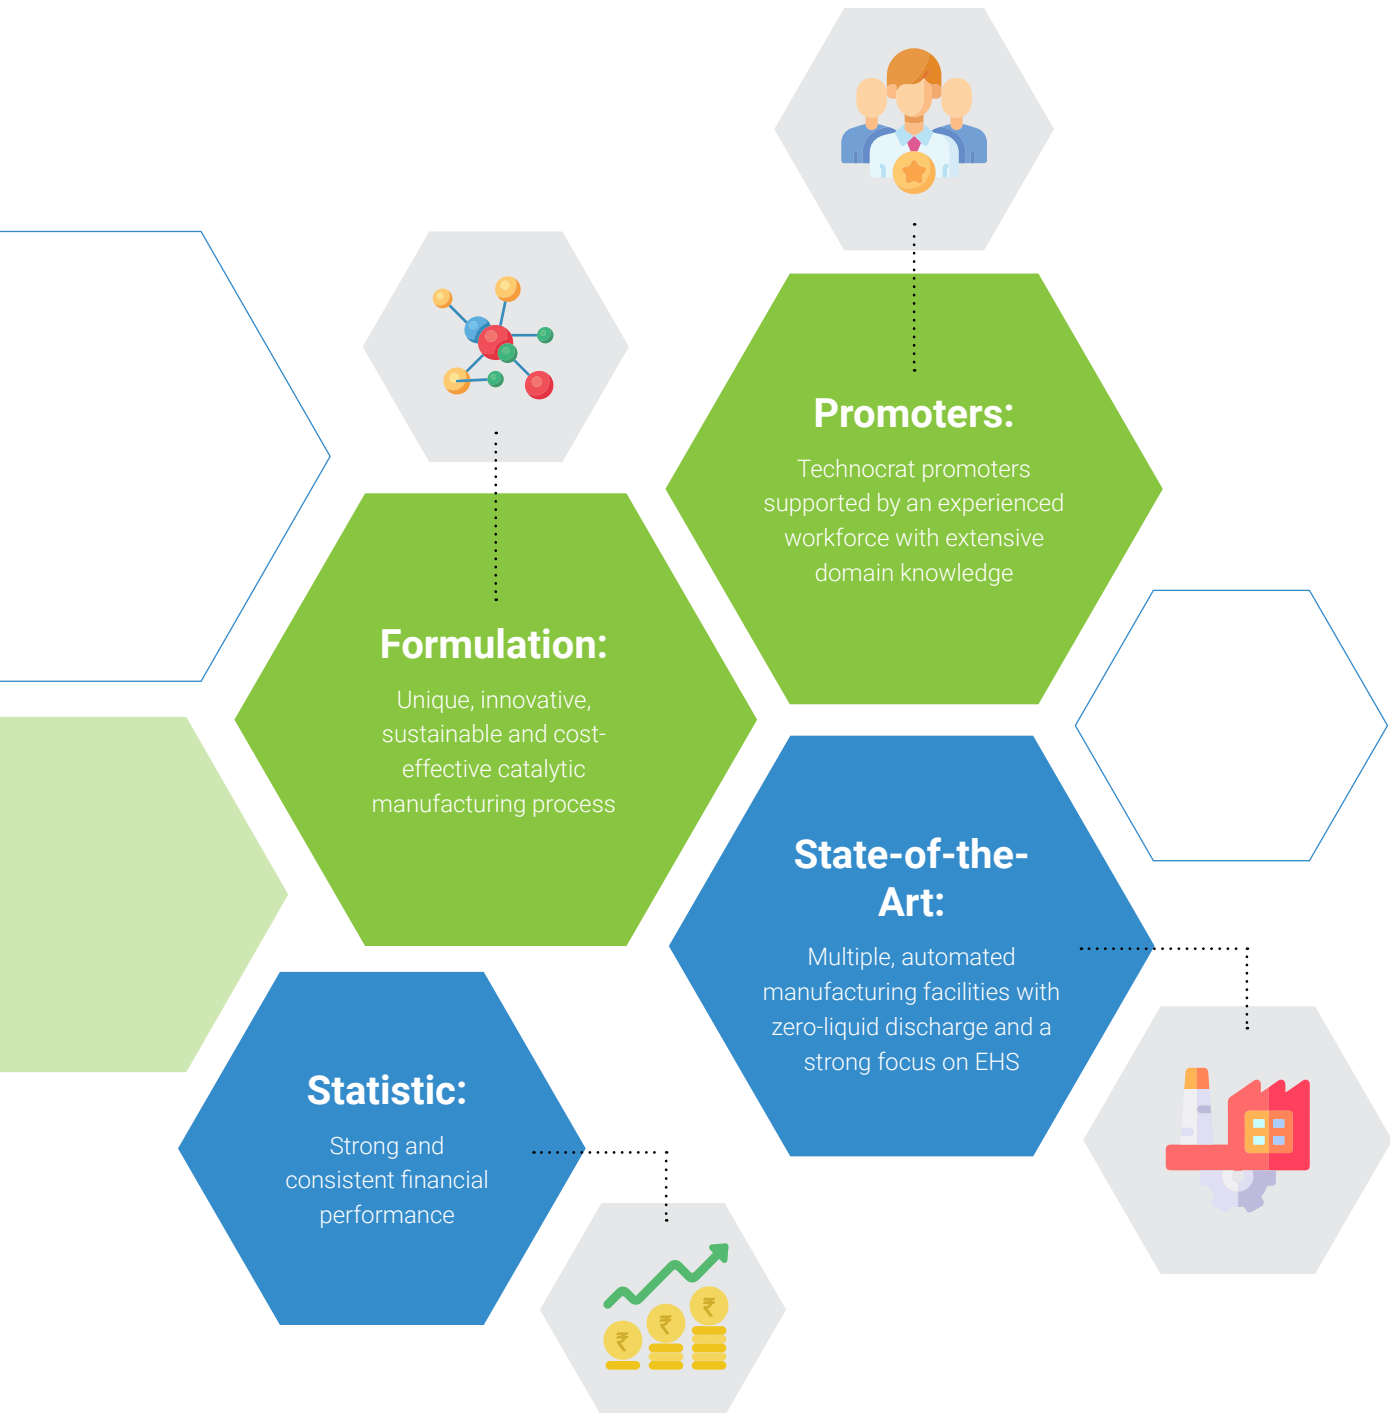 Promoters:
Technocrat promoters
supported by an experienced
workforce with extensive
domain knowledge
Formulation:
Unique, innovative,
sustainable and cost-
effective catalytic
manufacturing process
State-of-the-
Art:
Multiple, automated
manufacturing facilities with
zero-liquid discharge and a
strong focus on EHS
Statistic:
Strong and
consistent financial
performance
₹
₹
₹